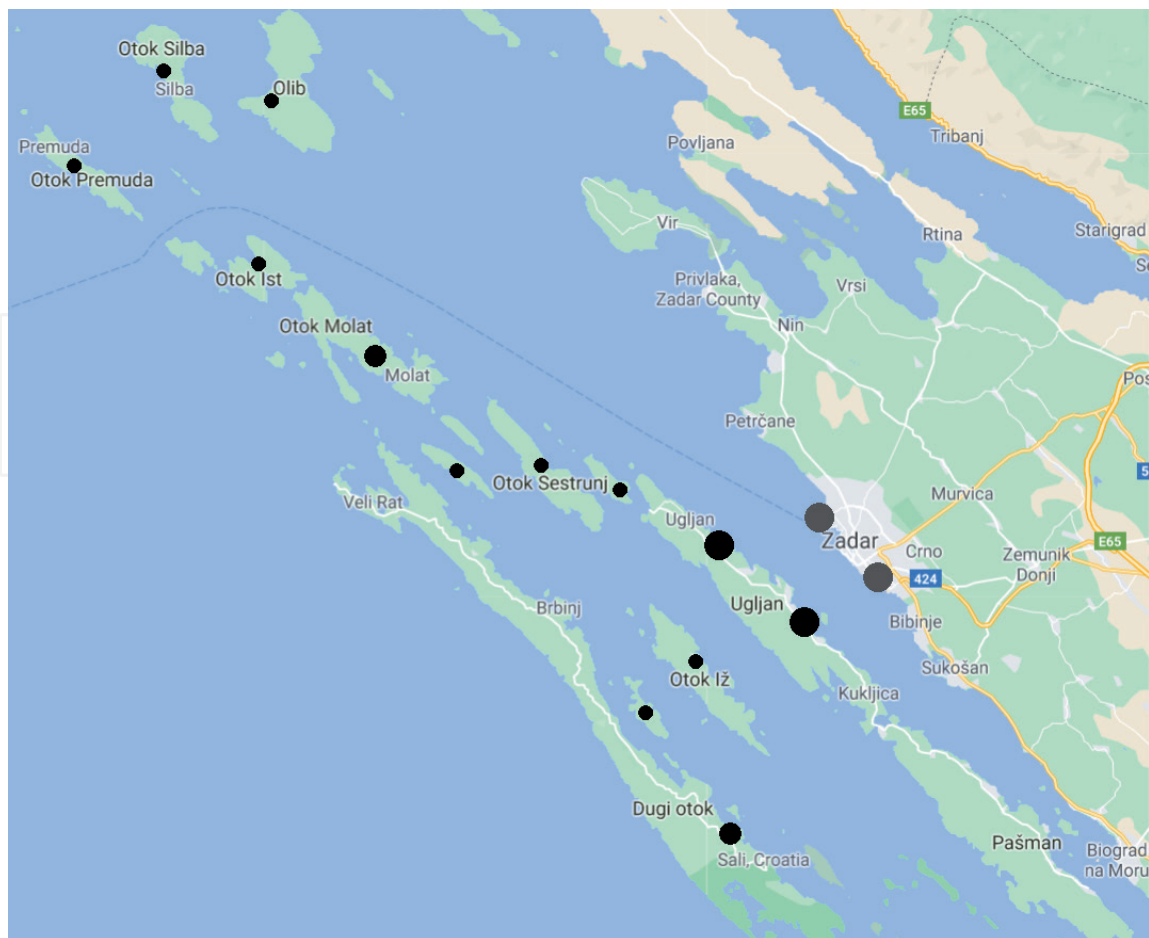 Otok Silba
Silba
Olib
E65
Tribanj
Povljana
Premuda
Otok Premuda
Vir
Rtina
Starigrad
Se
Otok Ist
Privlaka,
Zadar County
Vrsi
Nin
Otok Molat
Molat
Pos
Petrčane
Veli Rat
Otok Sestrunj
5
Murvica
Ugljan
Zadar
E65
Crno
Zemunik
Donji
424
Brbinj
Ugljan
Bibinje
Sukošan
Otok Iž
Kukljica
Dugi otok
Pašman
Sali, Croatia
Biograd
na Moru